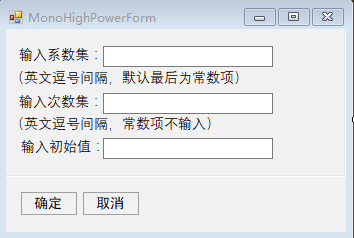 MonoHighPowerForm
输入系数集：
（英文逗号间隔，默认最后为常数项）
输入次数集：
（英文逗号间隔，常数项不输入）
输入初始值：
确定 取消